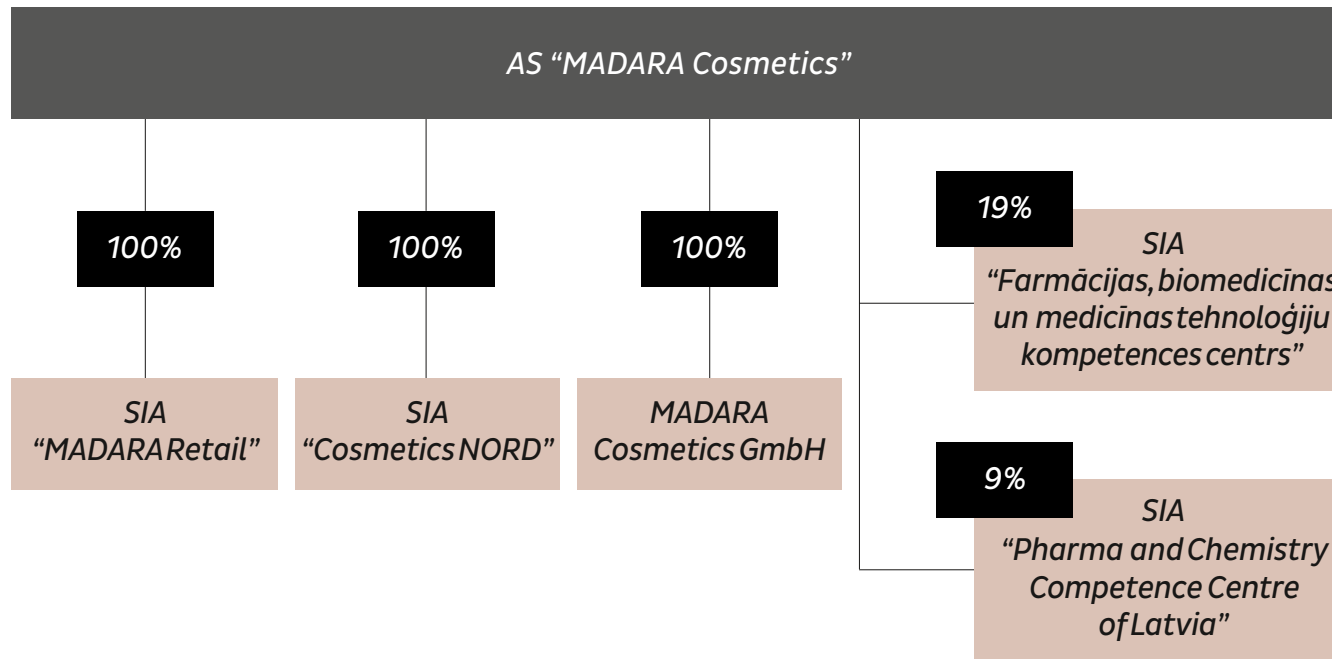 AS “MADARA Cosmetics”
100%
SIA
“MADARA Retail”
100%
SIA
“Cosmetics NORD”
100%
MADARA
Cosmetics GmbH
19%
SIA
“Farmācijas, biomedicīnas
un medicīnas tehnoloģiju
kompetences centrs”
9%
SIA
“Pharma and Chemistry
Competence Centre
of Latvia”